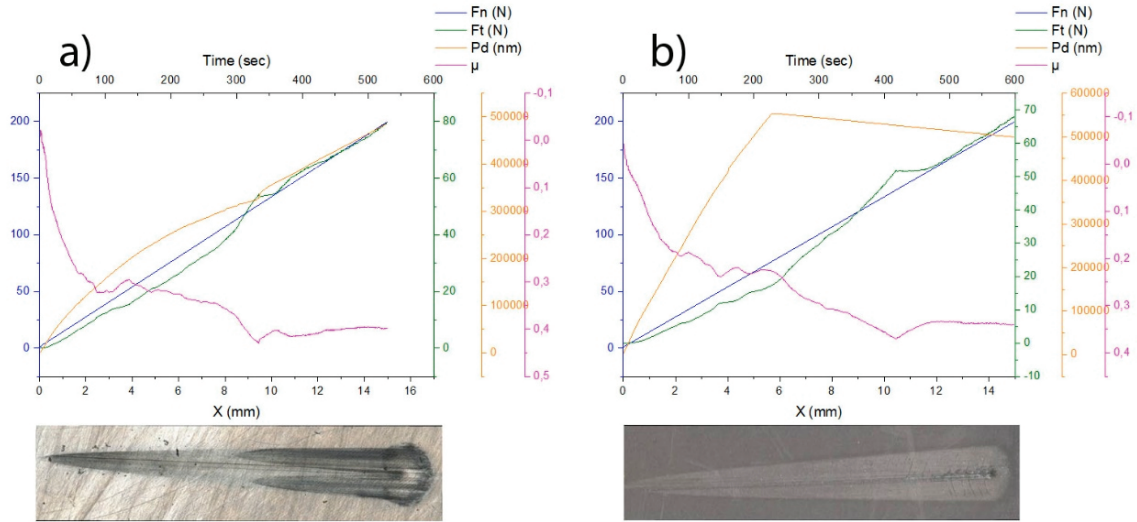 Fn (N)
Ft (N)
Pd (nm)
µ
a)
Time (sec)
0 100 200 300 400 500 600
200
150
100
50
0
80
60
40
20
0
500000
400000
300000
200000
100000
0
-0,1
0,0
0,1
0,2
0,3
0,4
0,5
0 2 4 6 8 10 12 14 16
X (mm)
Fn (N)
Ft (N)
Pd (nm)
µ
b)
Time (sec)
0 100 200 300 400 500 600
200
150
100
50
0
70
60
50
40
30
20
10
0
-10
600000
500000
400000
300000
200000
100000
0
-0,1
0,0
0,1
0,2
0,3
0,4
0 2 4 6 8 10 12 14
X (mm)